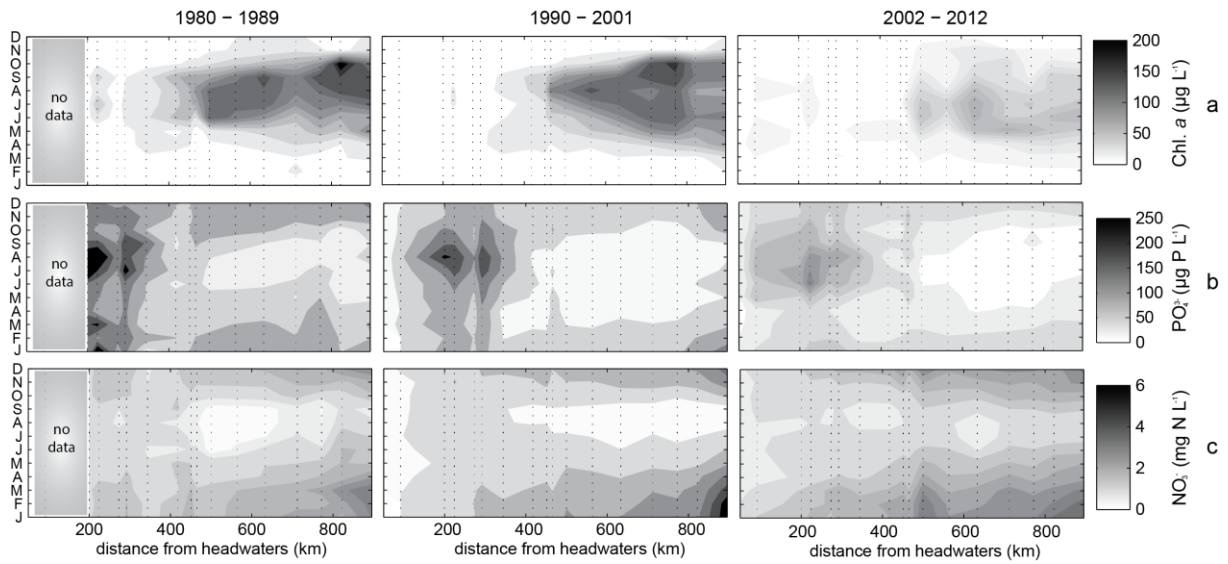 1980 – 1989
1990 – 2001
2002 – 2012
D
N
O
S
A
J
J
M
A
M
F
J
no
data
200
150
100
50
0
Chl. a (µg L⁻¹)
a
D
N
O
S
A
J
J
M
A
M
F
J
no
data
250
200
150
100
50
0
PO₄³⁻ (µg P L⁻¹)
b
D
N
O
S
A
J
J
M
A
M
F
J
no
data
6
4
2
0
NO₃⁻ (mg N L⁻¹)
c
200 400 600 800
200 400 600 800
200 400 600 800
distance from headwaters (km)
distance from headwaters (km)
distance from headwaters (km)